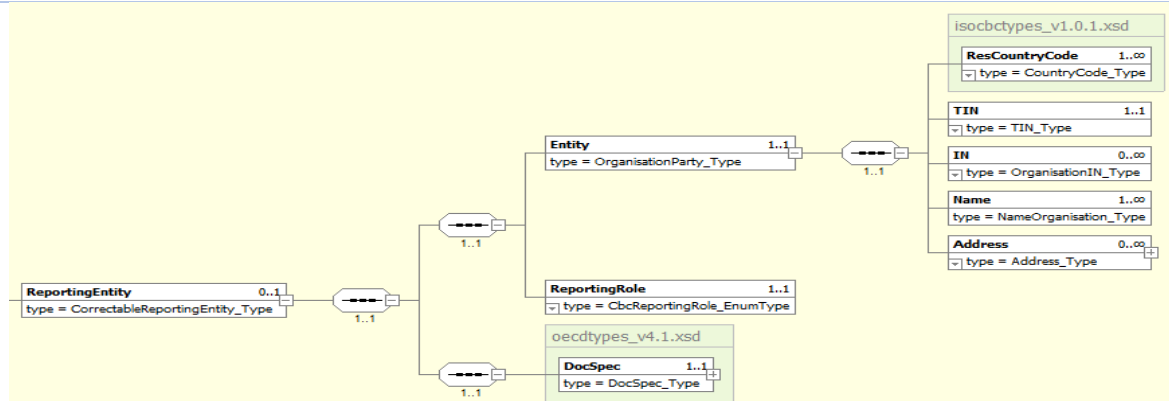 isocbctypes_v1.0.1.xsd
ResCountryCode 1..∞
type = CountryCode_Type
TIN 1..1
type = TIN_Type
Entity 1..1
type = OrganisationParty_Type
1..1
IN 0..∞
type = OrganisationIN_Type
Name 1..∞
type = NameOrganisation_Type
1..1
Address 0..∞
type = Address_Type
ReportingEntity 0..1
type = CorrectableReportingEntity_Type
1..1
ReportingRole 1..1
type = CbcReportingRole_EnumType
oecdtypes_v4.1.xsd
DocSpec 1..1
type = DocSpec_Type
1..1